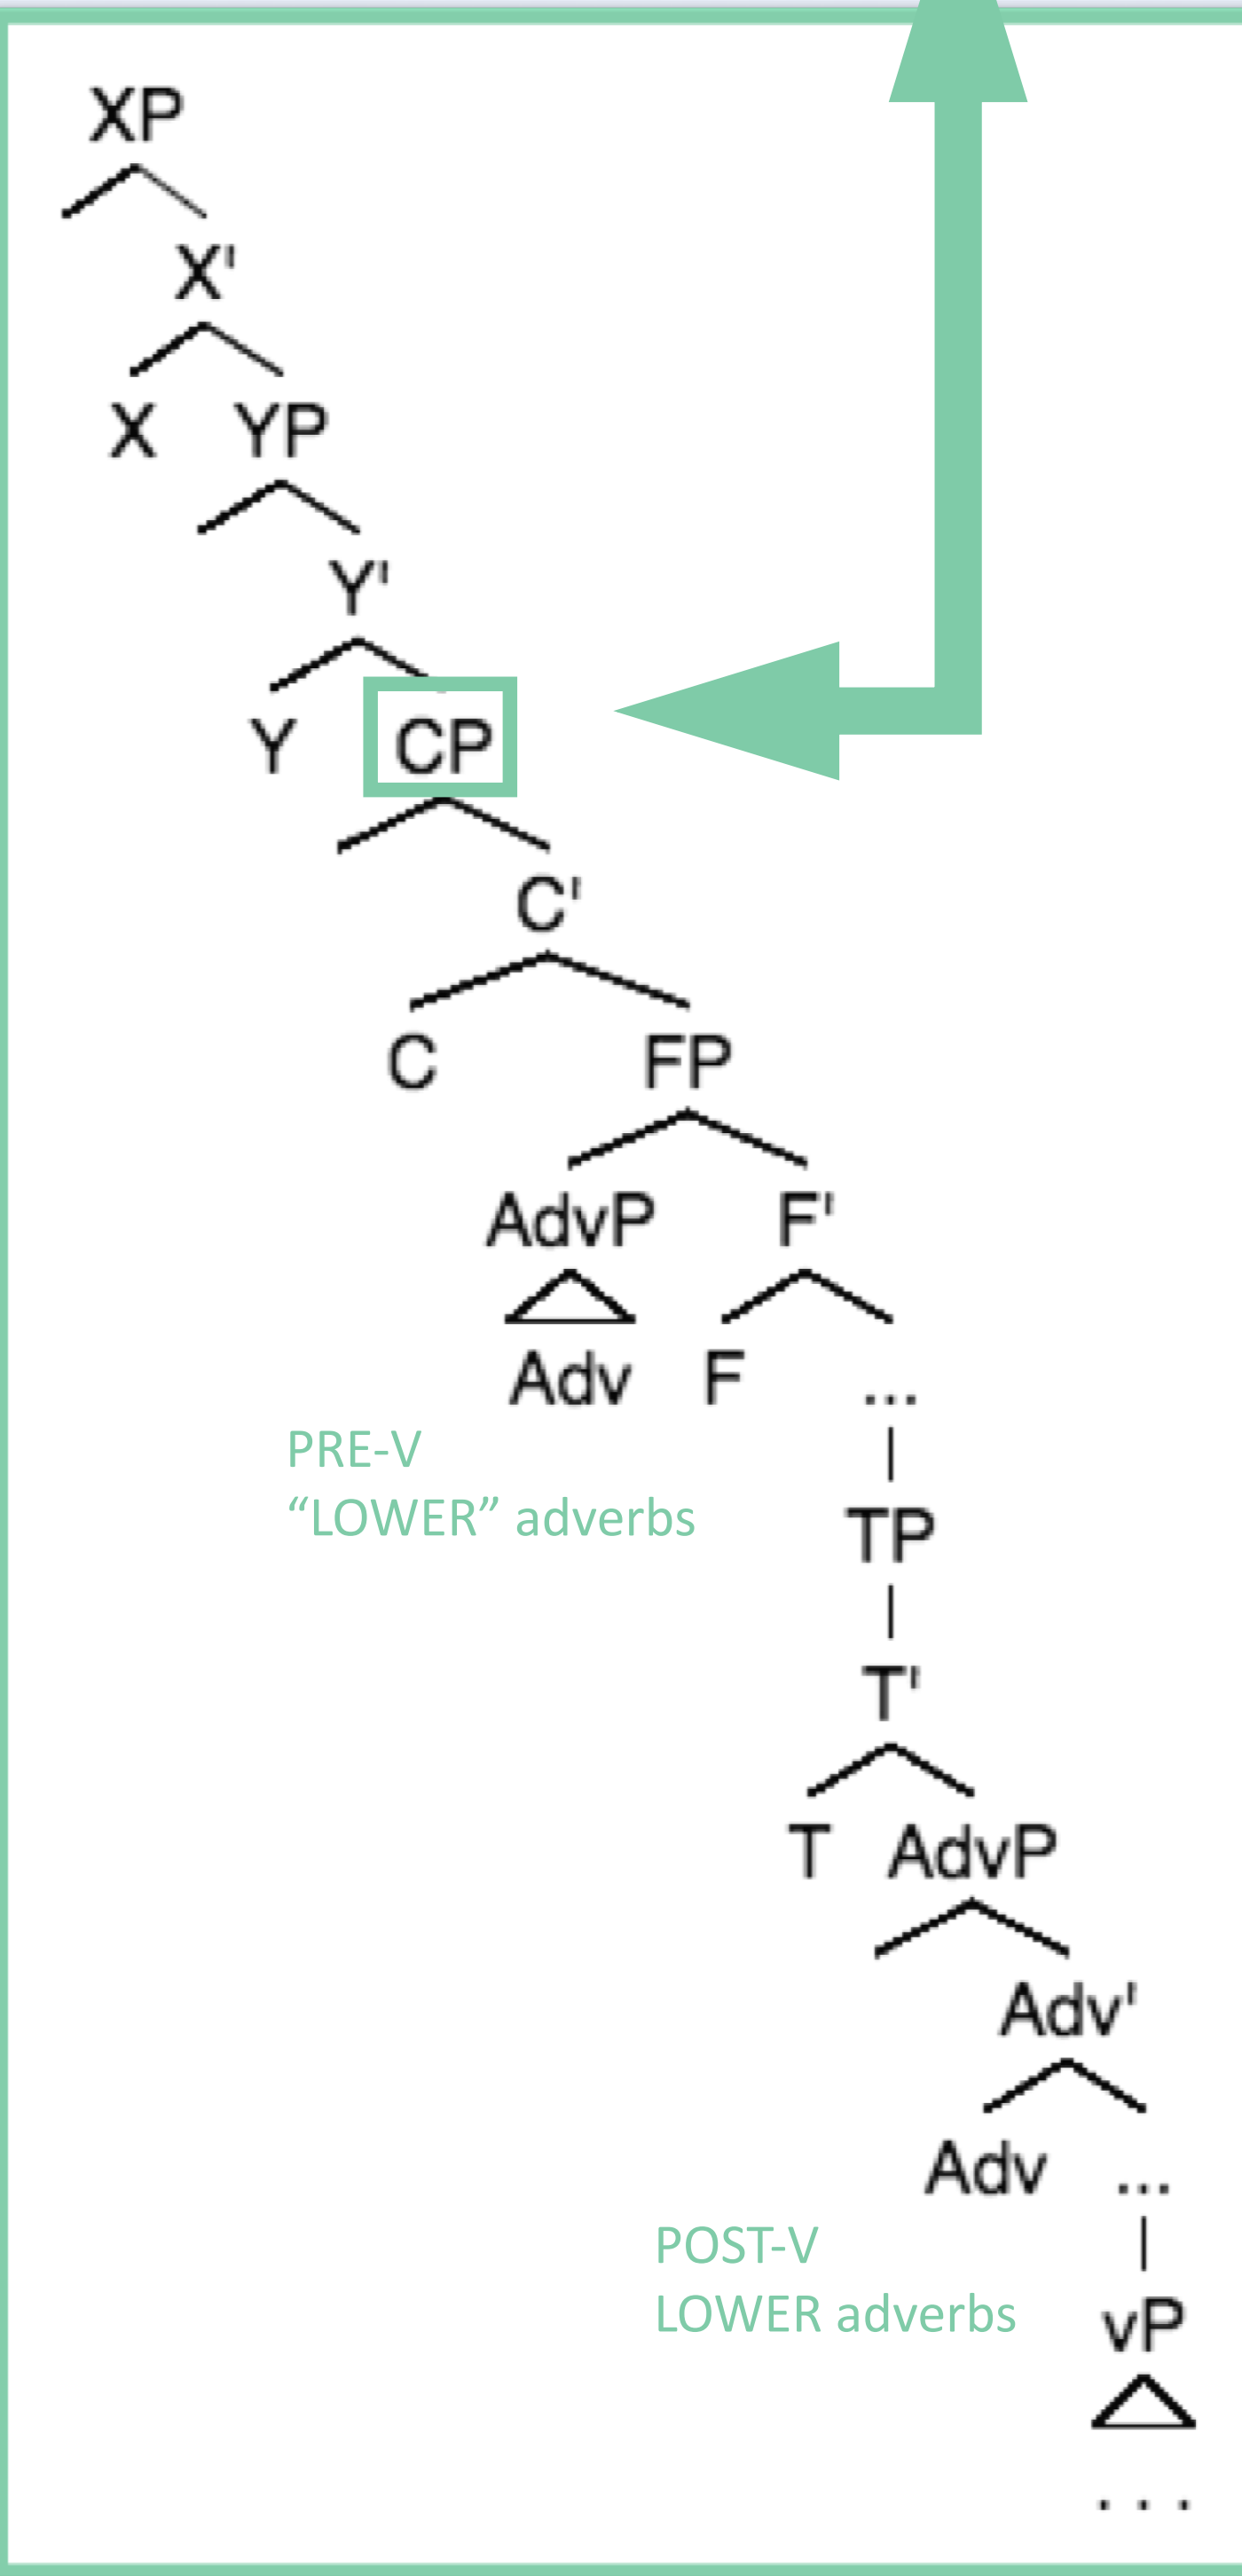 XP
X'
X YP
Y'
Y CP
C'
C FP
AdvP F'
Adv F ...
PRE-V
“LOWER” adverbs
TP
T'
T AdvP
Adv'
Adv ...
POST-V
LOWER adverbs
vP
...